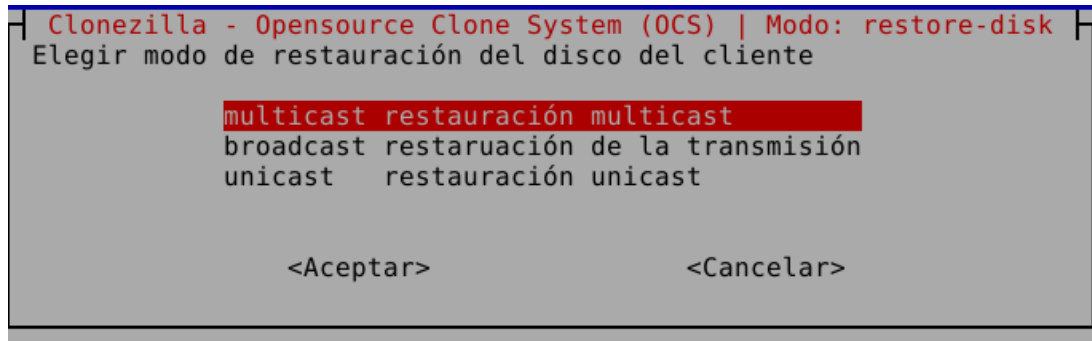 Clonezilla - Opensource Clone System (OCS) | Modo: restore-disk
Elegir modo de restauración del disco del cliente
multicast restauración multicast
broadcast restaruación de la transmisión
unicast   restauración unicast
<Aceptar>                <Cancelar>